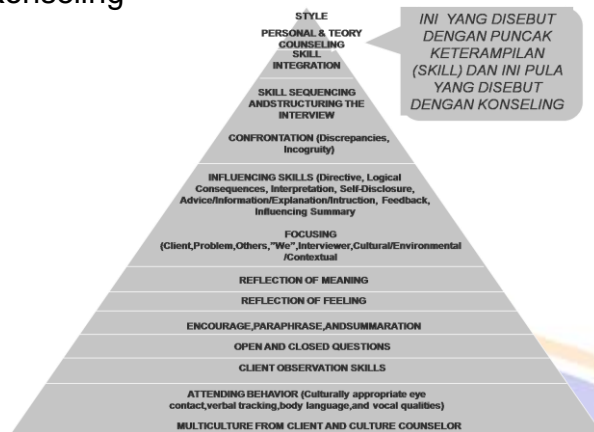 konseling
STYLE
PERSONAL & TEORY
COUNSELING
SKILL
INTEGRATION
SKILL SEQUENCING
ANDSTRUCTURING THE
INTERVIEW
CONFRONTATION (Discrepancies,
Incogruity)
INFLUENCING SKILLS (Directive, Logical
Consequences, Interpretation, Self-Disclosure,
Advice/Information/Explanation/Intruction, Feedback,
Influencing Summary
FOCUSING
(Client,Problem,Others,"We",Interviewer,Cultural/Environmental
/Contextual
REFLECTION OF MEANING
REFLECTION OF FEELING
ENCOURAGE,PARAPHRASE,ANDSUMMARATION
OPEN AND CLOSED QUESTIONS
CLIENT OBSERVATION SKILLS
ATTENDING BEHAVIOR (Culturally appropriate eye
contact,verbal tracking,body language,and vocal qualities)
MULTICULTURE FROM CLIENT AND CULTURE COUNSELOR
INI YANG DISEBUT
DENGAN PUNCAK
KETERAMPILAN
(SKILL) DAN INI PULA
YANG DISEBUT
DENGAN KONSELING